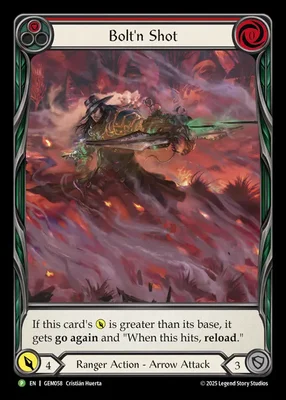 Bolt'n Shot
If this card's is greater than its base, it
gets go again and "When this hits, reload."
4
Ranger Action - Arrow Attack
3
P EN | GEM058 Cristián Huerta
© 2025 Legend Story Studios